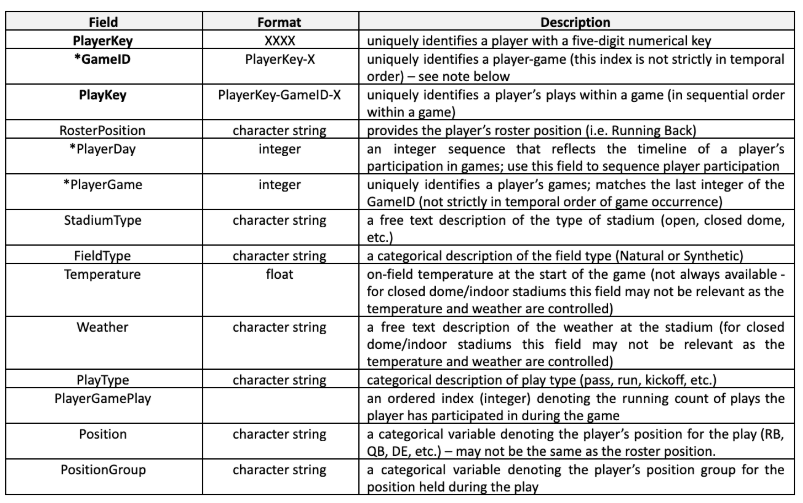 Field Format Description
PlayerKey XXXX uniquely identifies a player with a five-digit numerical key
*GameID PlayerKey-X uniquely identifies a player-game (this index is not strictly in temporal
order) – see note below
PlayKey PlayerKey-GameID-X uniquely identifies a player's plays within a game (in sequential order
within a game)
RosterPosition character string provides the player's roster position (i.e. Running Back)
*PlayerDay integer an integer sequence that reflects the timeline of a player's
participation in games; use this field to sequence player participation
*PlayerGame integer uniquely identifies a player's games; matches the last integer of the
GameID (not strictly in temporal order of game occurrence)
StadiumType character string a free text description of the type of stadium (open, closed dome,
etc.)
FieldType character string a categorical description of the field type (Natural or Synthetic)
Temperature float on-field temperature at the start of the game (not always available -
for closed dome/indoor stadiums this field may not be relevant as the
temperature and weather are controlled)
Weather character string a free text description of the weather at the stadium (for closed
dome/indoor stadiums this field may not be relevant as the
temperature and weather are controlled)
PlayType character string categorical description of play type (pass, run, kickoff, etc.)
PlayerGamePlay an ordered index (integer) denoting the running count of plays the
player has participated in during the game
Position character string a categorical variable denoting the player's position for the play (RB,
QB, DE, etc.) – may not be the same as the roster position.
PositionGroup character string a categorical variable denoting the player's position group for the
position held during the play